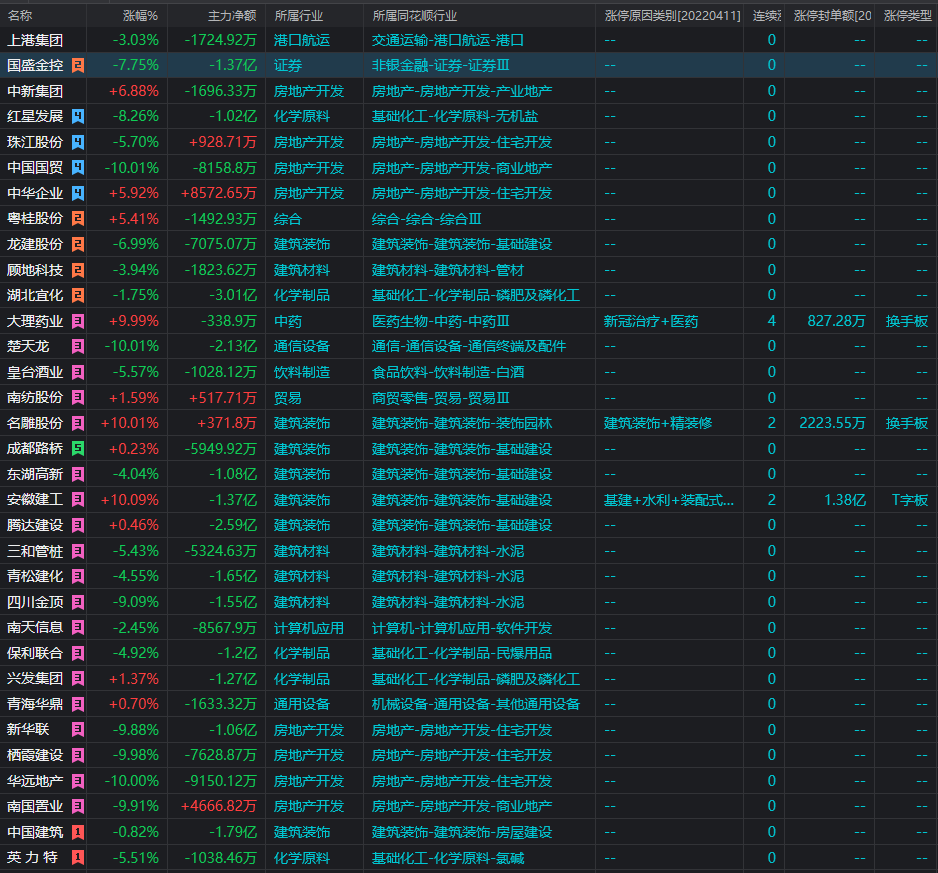 名称 涨幅% 主力净额 所属行业 所属同花顺行业 涨停原因类别[20220411] 连续 涨停封单额[20 涨停类型
上港集团 -3.03% -1724.92万 港口航运 交通运输-港口航运-港口 -- 0 -- --
国盛金控 2 -7.75% -1.37亿 证券 非银金融-证券-证券Ⅲ -- 0 -- --
中新集团 +6.88% -1696.33万 房地产开发 房地产-房地产开发-产业地产 -- 0 -- --
红星发展 4 -8.26% -1.02亿 化学原料 基础化工-化学原料-无机盐 -- 0 -- --
珠江股份 4 -5.70% +928.71万 房地产开发 房地产-房地产开发-住宅开发 -- 0 -- --
中国国贸 4 -10.01% -8158.8万 房地产开发 房地产-房地产开发-商业地产 -- 0 -- --
中华企业 4 +5.92% +8572.65万 房地产开发 房地产-房地产开发-住宅开发 -- 0 -- --
粤桂股份 2 +5.41% -1492.93万 综合 综合-综合-综合Ⅲ -- 0 -- --
龙建股份 2 -6.99% -7075.07万 建筑装饰 建筑装饰-建筑装饰-基础建设 -- 0 -- --
顾地科技 2 -3.94% -1823.62万 建筑材料 建筑材料-建筑材料-管材 -- 0 -- --
湖北宜化 2 -1.75% -3.01亿 化学制品 基础化工-化学制品-磷肥及磷化工 -- 0 -- --
大理药业 3 +9.99% -338.9万 中药 医药生物-中药-中药Ⅲ 新冠治疗+医药 4 827.28万 换手板
楚天龙 3 -10.01% -2.13亿 通信设备 通信-通信设备-通信终端及配件 -- 0 -- --
皇台酒业 3 -5.57% -1028.12万 饮料制造 食品饮料-饮料制造-白酒 -- 0 -- --
南纺股份 3 +1.59% +517.71万 贸易 商贸零售-贸易-贸易Ⅲ -- 0 -- --
名雕股份 3 +10.01% +371.8万 建筑装饰 建筑装饰-建筑装饰-装饰园林 建筑装饰+精装修 2 2223.55万 换手板
成都路桥 5 +0.23% -5949.92万 建筑装饰 建筑装饰-建筑装饰-基础建设 -- 0 -- --
东湖高新 3 -4.04% -1.08亿 建筑装饰 建筑装饰-建筑装饰-基础建设 -- 0 -- --
安徽建工 3 +10.09% -1.37亿 建筑装饰 建筑装饰-建筑装饰-基础建设 基建+水利+装配式... 2 1.38亿 T字板
腾达建设 3 +0.46% -2.59亿 建筑装饰 建筑装饰-建筑装饰-基础建设 -- 0 -- --
三和管桩 3 -5.43% -5324.63万 建筑材料 建筑材料-建筑材料-水泥 -- 0 -- --
青松建化 3 -4.55% -1.65亿 建筑材料 建筑材料-建筑材料-水泥 -- 0 -- --
四川金顶 3 -9.09% -1.55亿 建筑材料 建筑材料-建筑材料-水泥 -- 0 -- --
南天信息 3 -2.45% -8567.9万 计算机应用 计算机-计算机应用-软件开发 -- 0 -- --
保利联合 3 -4.92% -1.2亿 化学制品 基础化工-化学制品-民爆用品 -- 0 -- --
兴发集团 3 +1.37% -1.27亿 化学制品 基础化工-化学制品-磷肥及磷化工 -- 0 -- --
青海华鼎 3 +0.70% -1633.32万 通用设备 机械设备-通用设备-其他通用设备 -- 0 -- --
新华联 3 -9.88% -1.06亿 房地产开发 房地产-房地产开发-住宅开发 -- 0 -- --
栖霞建设 3 -9.98% -7628.87万 房地产开发 房地产-房地产开发-住宅开发 -- 0 -- --
华远地产 3 -10.00% -9150.12万 房地产开发 房地产-房地产开发-住宅开发 -- 0 -- --
南国置业 3 -9.91% +4666.82万 房地产开发 房地产-房地产开发-商业地产 -- 0 -- --
中国建筑 1 -0.82% -1.79亿 建筑装饰 建筑装饰-建筑装饰-房屋建设 -- 0 -- --
英力特 1 -5.51% -1038.46万 化学原料 基础化工-化学原料-氯碱 -- 0 -- --